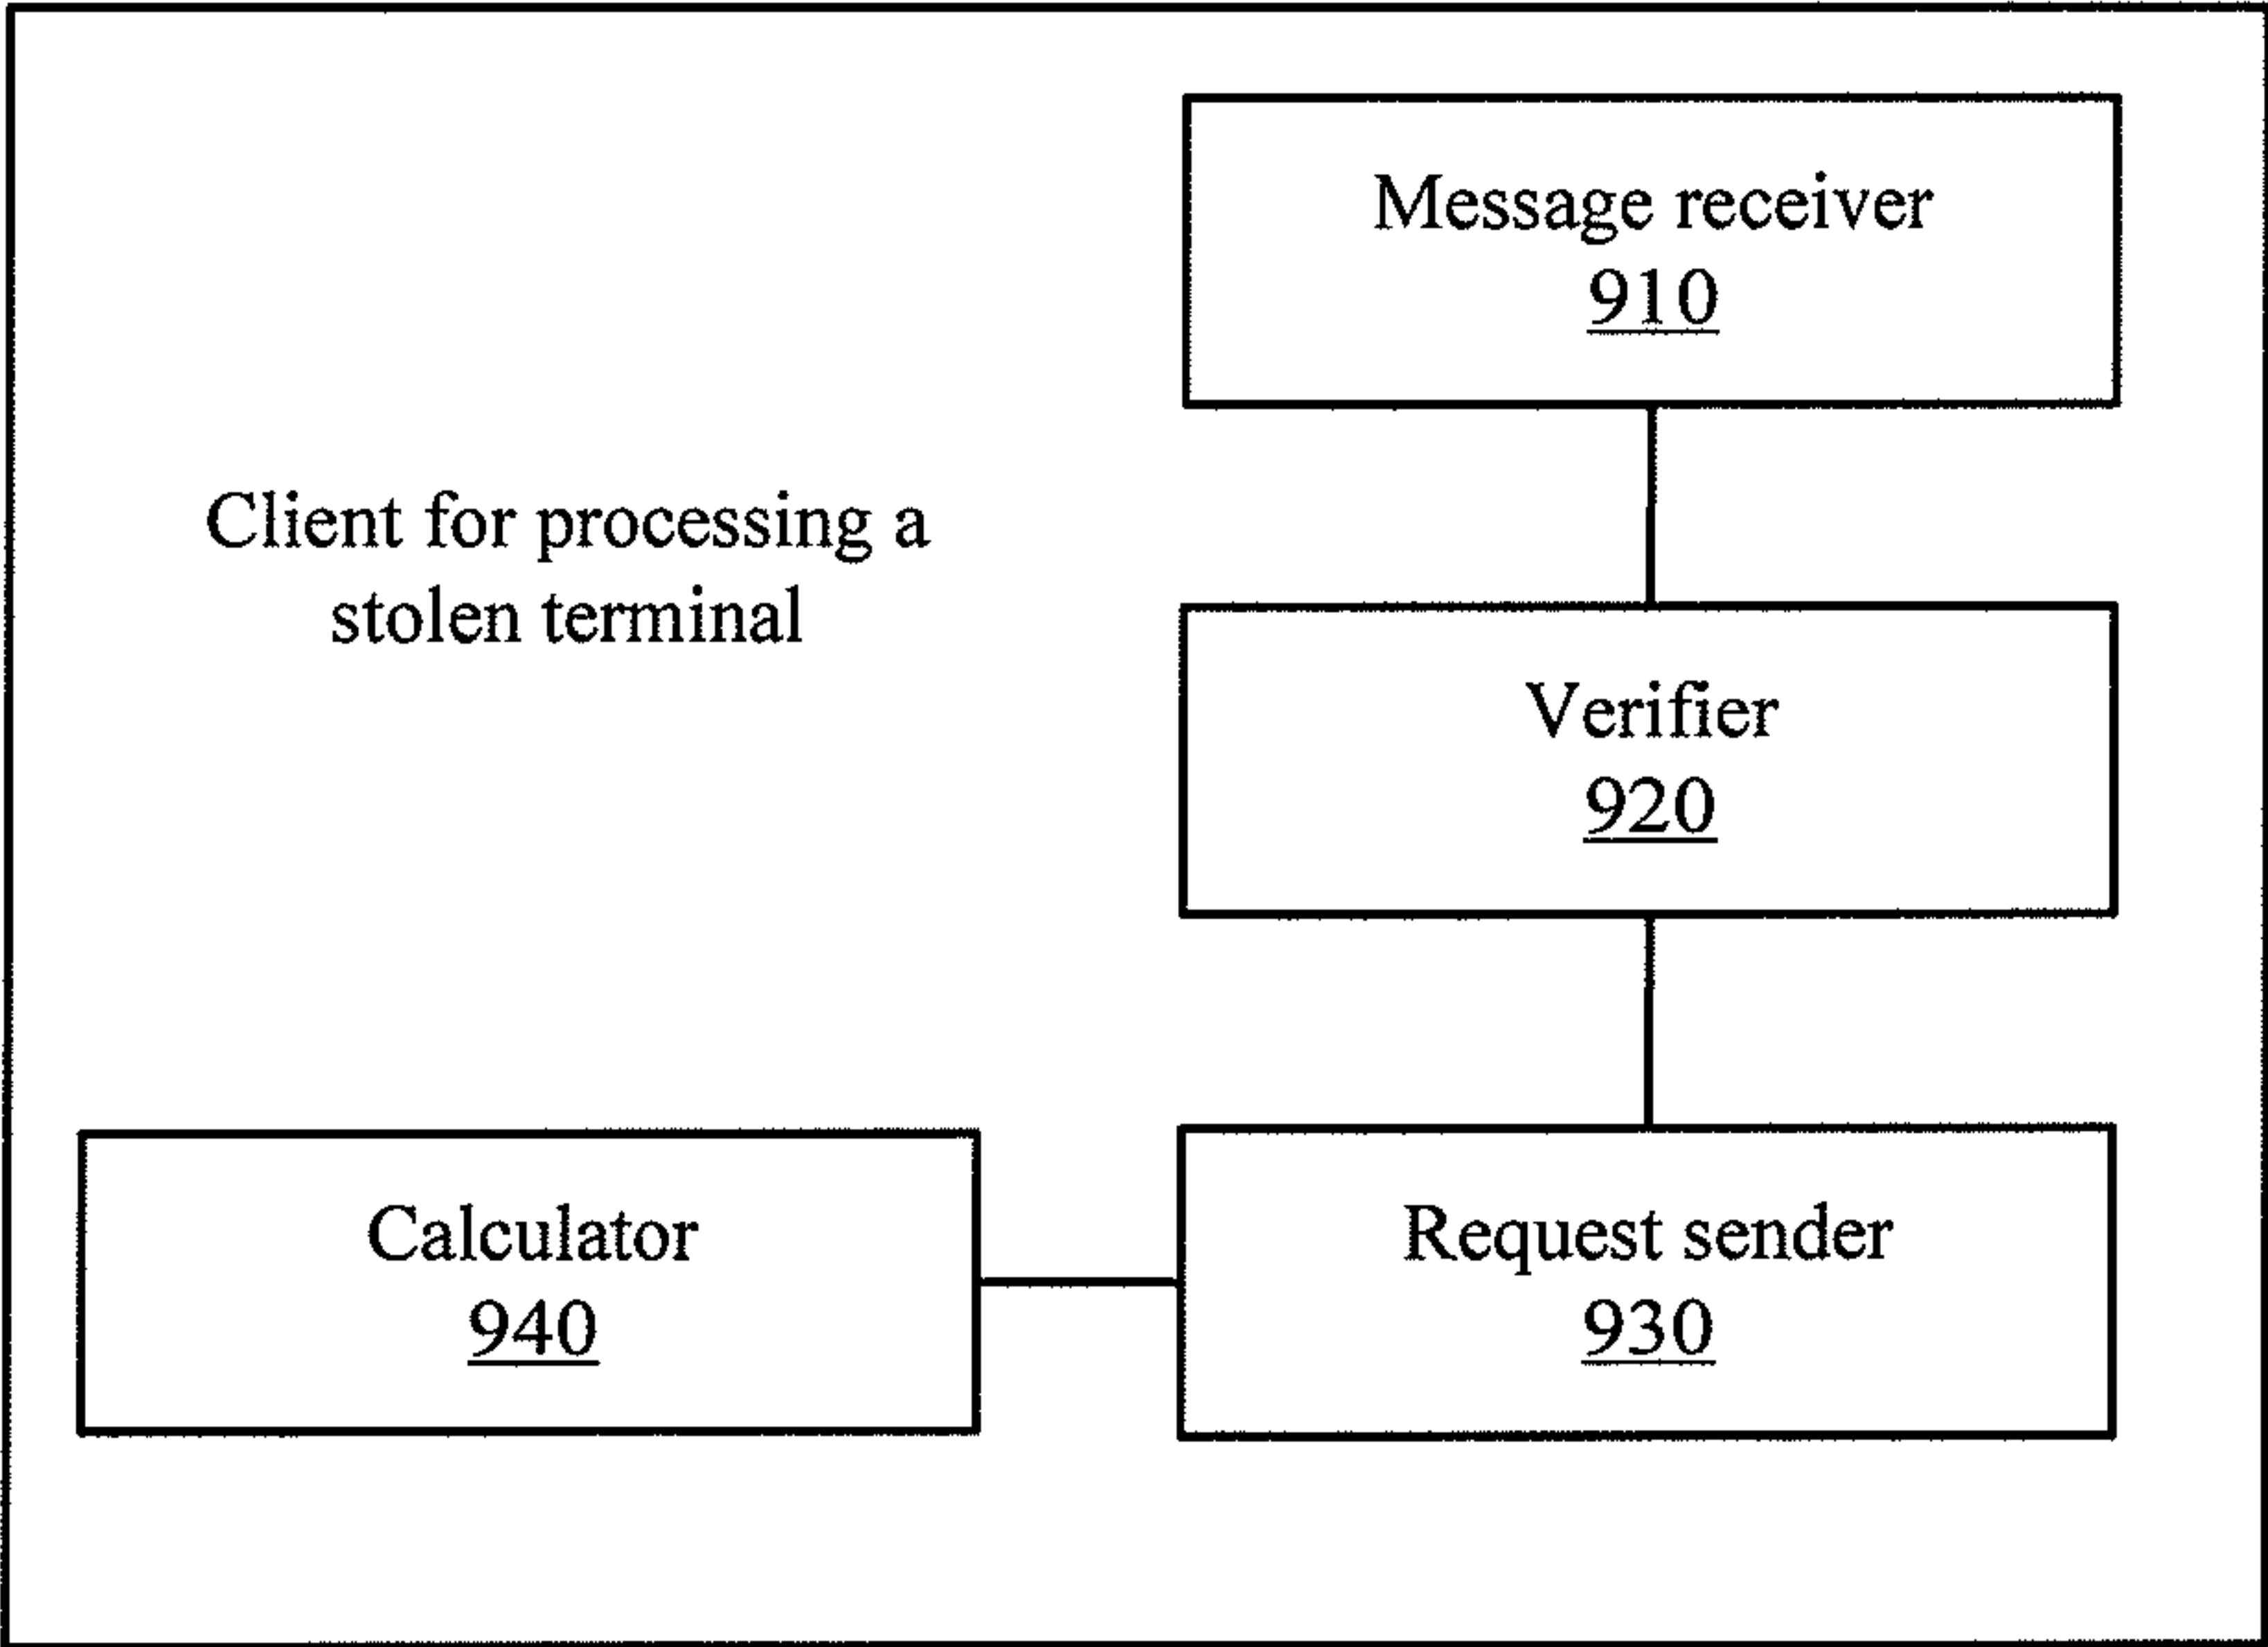 Message receiver
910
Client for processing a
stolen terminal
Verifier
920
Calculator
940
Request sender
930